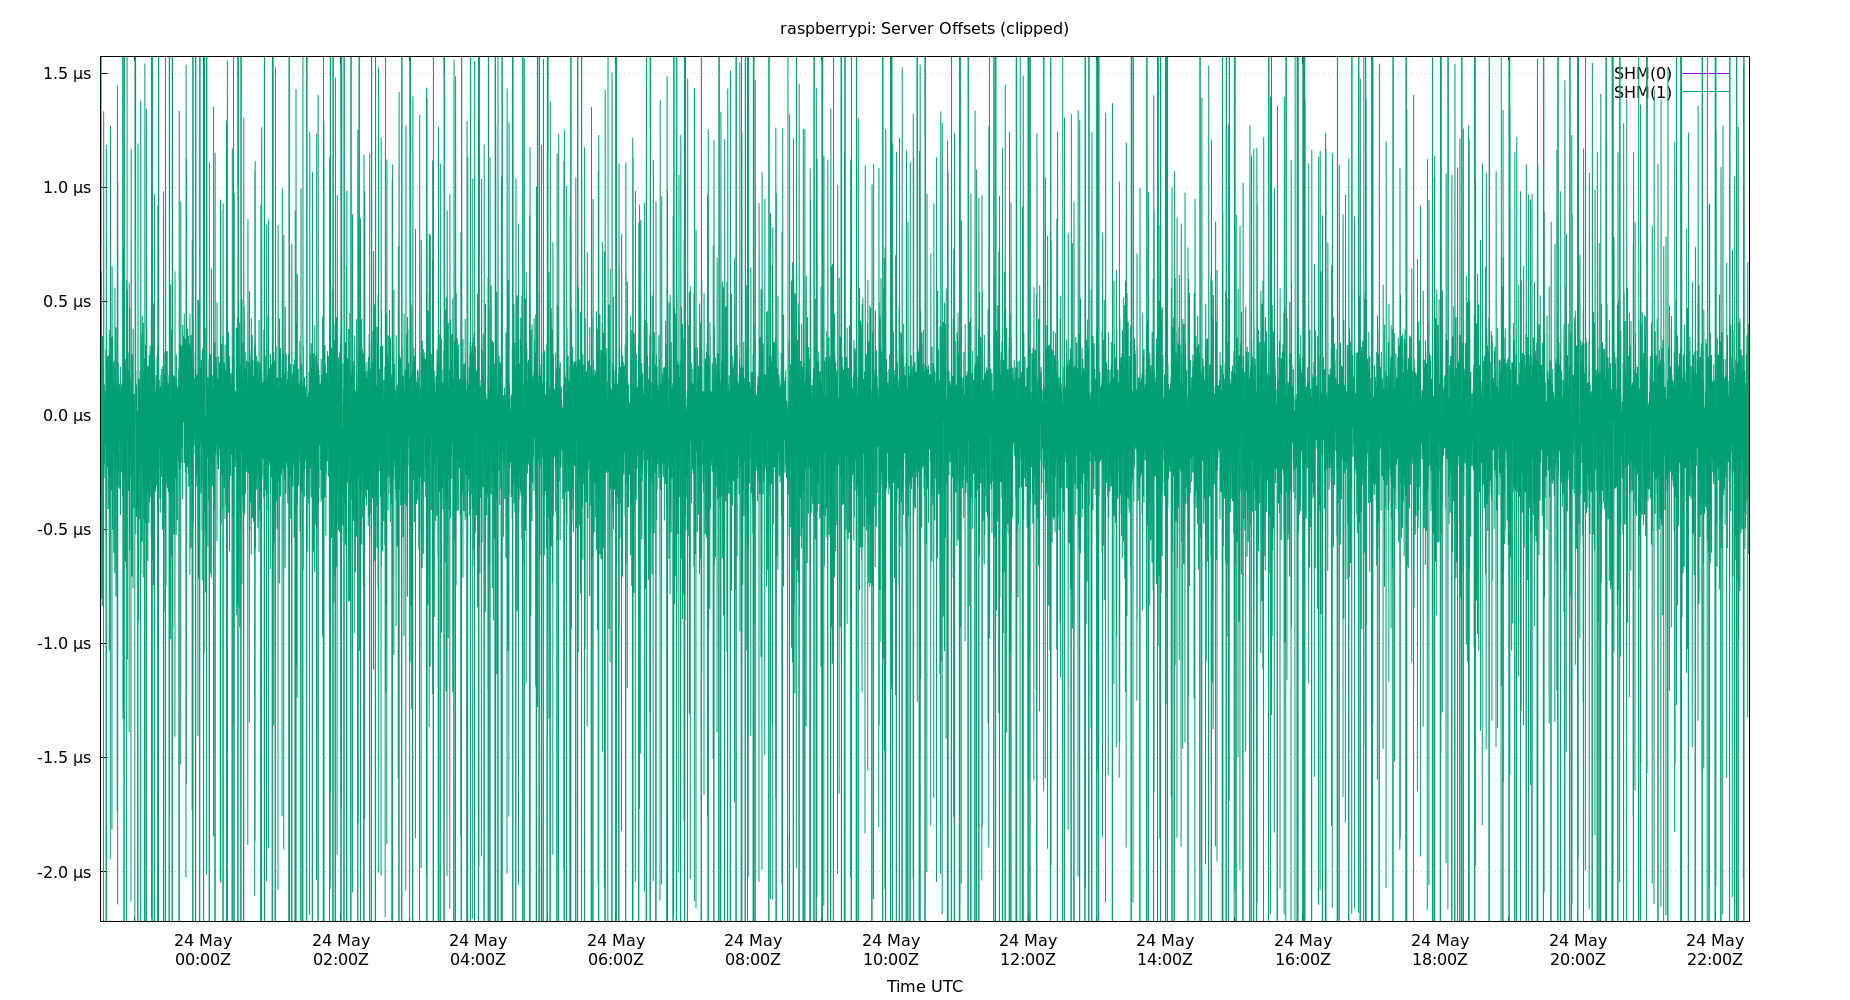 raspberrypi: Server Offsets (clipped)
1.5 µs
1.0 µs
0.5 µs
0.0 µs
-0.5 µs
-1.0 µs
-1.5 µs
-2.0 µs
SHM(0)
SHM(1)
24 May 24 May 24 May 24 May 24 May 24 May 24 May 24 May 24 May 24 May 24 May 24 May
00:00Z 02:00Z 04:00Z 06:00Z 08:00Z 10:00Z 12:00Z 14:00Z 16:00Z 18:00Z 20:00Z 22:00Z
Time UTC